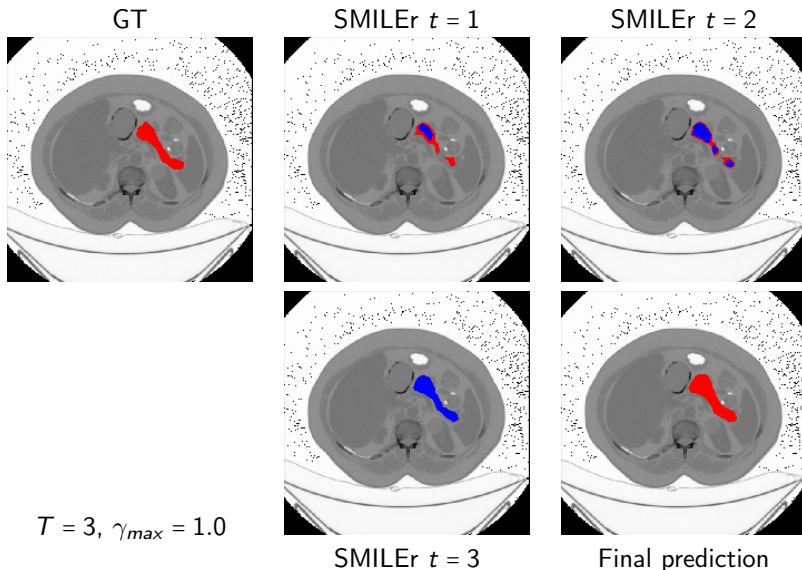 GT
SMILEr t = 1
SMILEr t = 2
T = 3, γmax = 1.0
SMILEr t = 3
Final prediction